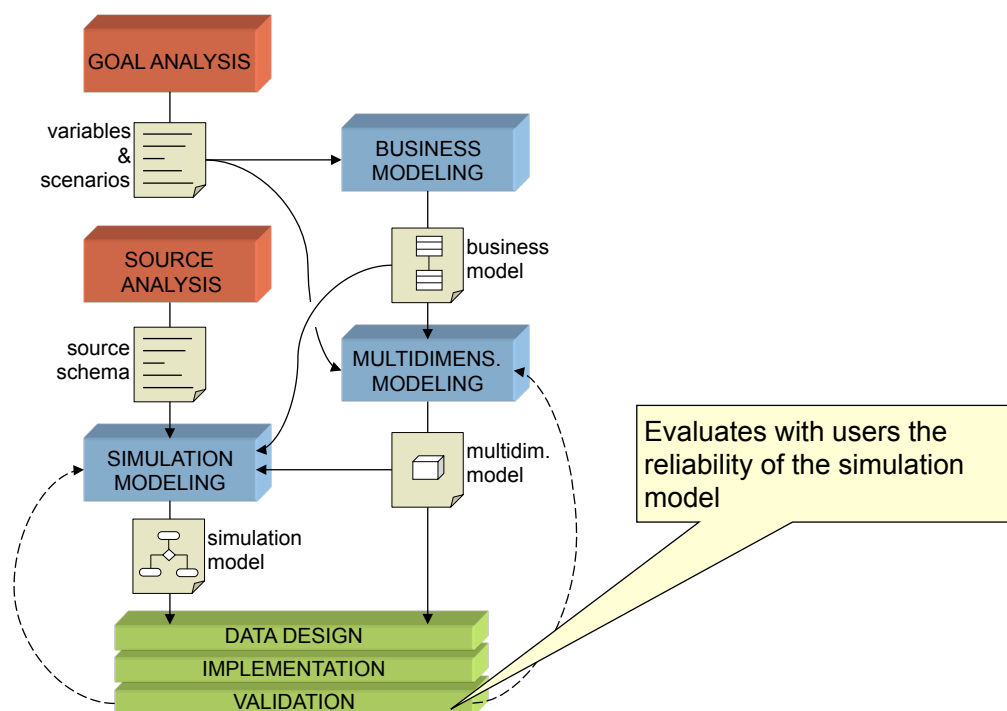 GOAL ANALYSIS
variables
&
scenarios
BUSINESS
MODELING
SOURCE
ANALYSIS
business
model
source
schema
MULTIDIMENS.
MODELING
Evaluates with users the
reliability of the simulation
model
SIMULATION
MODELING
multidim.
model
simulation
model
DATA DESIGN
IMPLEMENTATION
VALIDATION